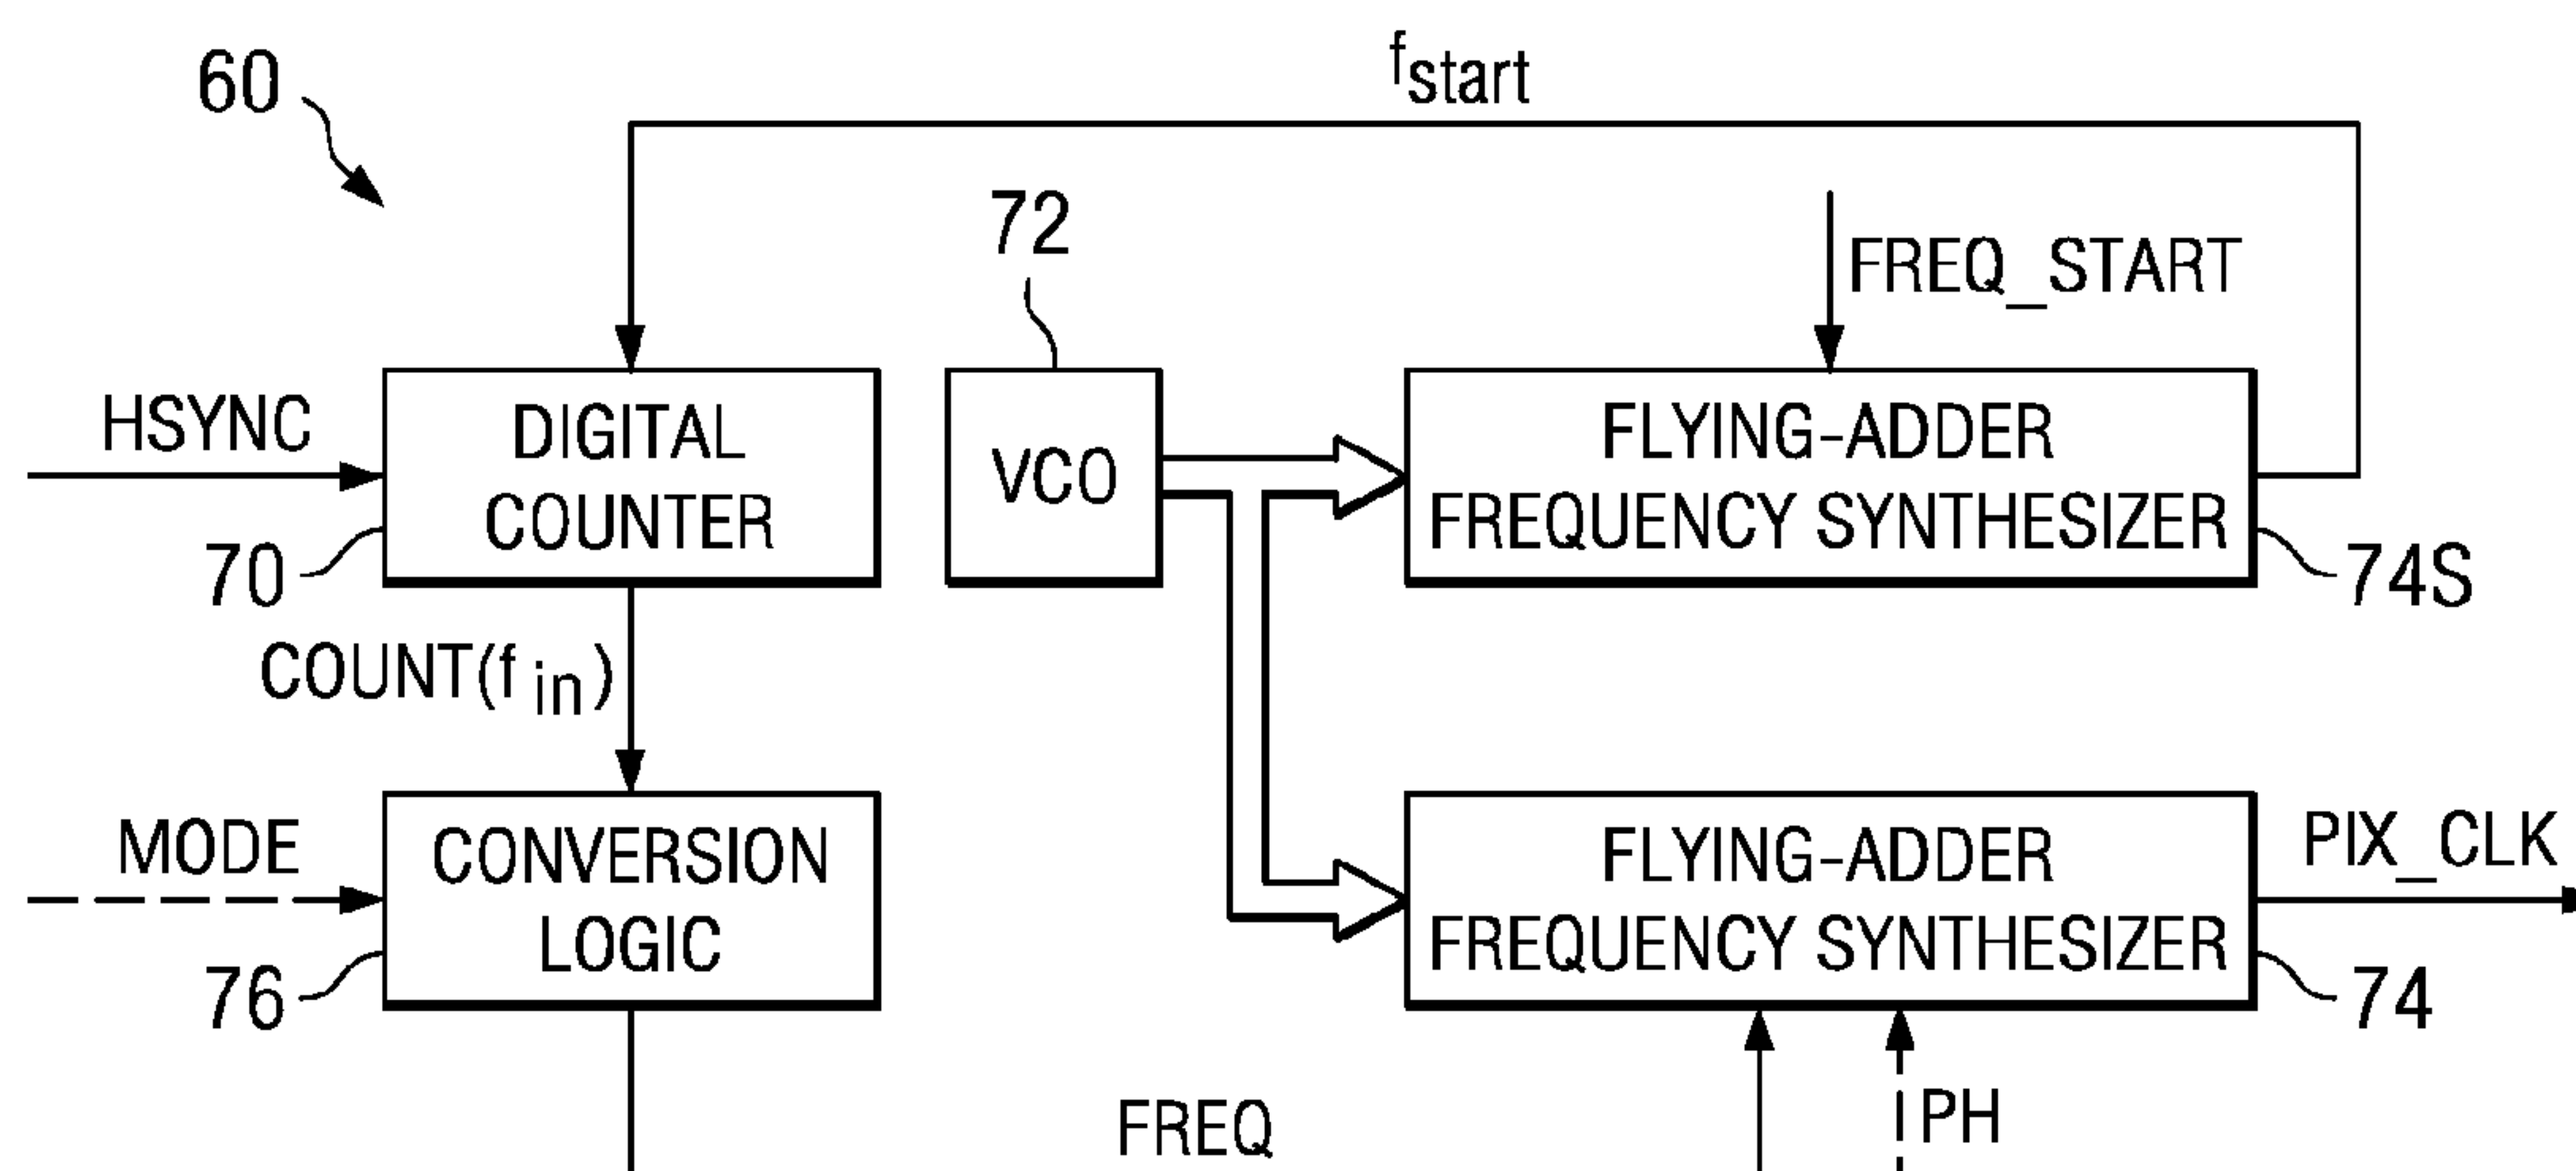 60
fstart
72
FREQ_START
HSYNC
DIGITAL
COUNTER
70
VCO
FLYING-ADDER
FREQUENCY SYNTHESIZER
74S
COUNT(fin)
MODE
CONVERSION
LOGIC
76
FLYING-ADDER
FREQUENCY SYNTHESIZER
PIX_CLK
74
FREQ
PH